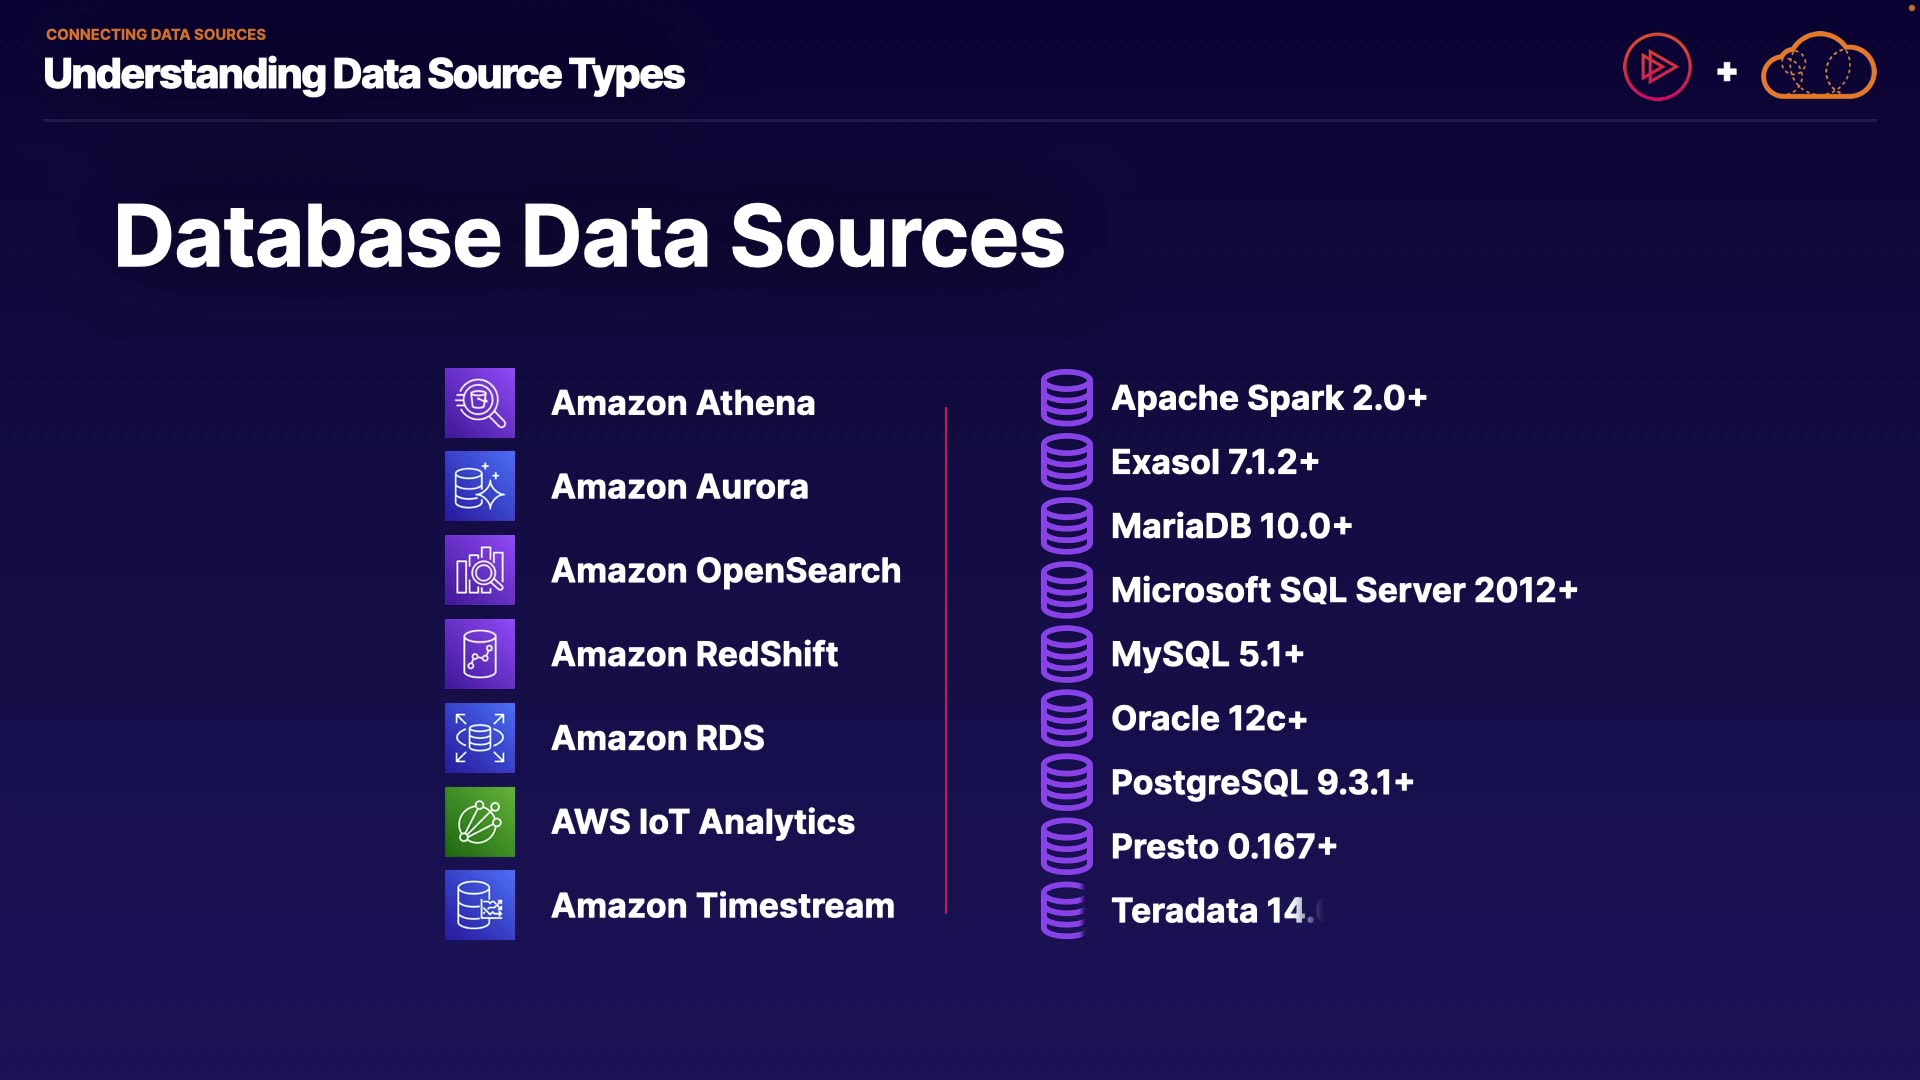 CONNECTING DATA SOURCES
Understanding Data Source Types
+
Database Data Sources
Amazon Athena
Amazon Aurora
Amazon OpenSearch
Amazon RedShift
Amazon RDS
AWS IoT Analytics
Amazon Timestream
Apache Spark 2.0+
Exasol 7.1.2+
MariaDB 10.0+
Microsoft SQL Server 2012+
MySQL 5.1+
Oracle 12c+
PostgreSQL 9.3.1+
Presto 0.167+
Teradata 14.